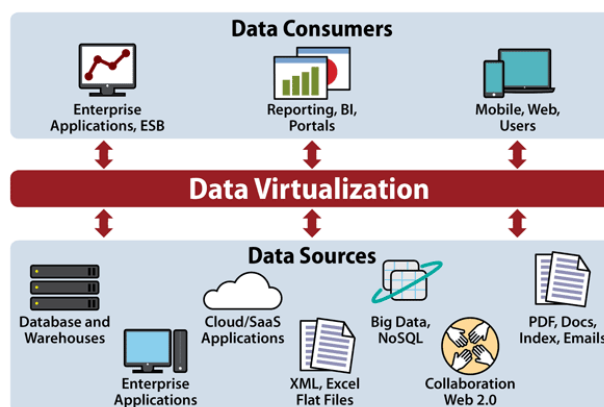 Data Consumers
Enterprise
Applications, ESB
Reporting, BI,
Portals
Mobile, Web,
Users
Data Virtualization
Data Sources
Database and
Warehouses
Enterprise
Applications
Cloud/SaaS
Applications
XML, Excel
Flat Files
Big Data,
NoSQL
Collaboration
Web 2.0
PDF, Docs,
Index, Emails